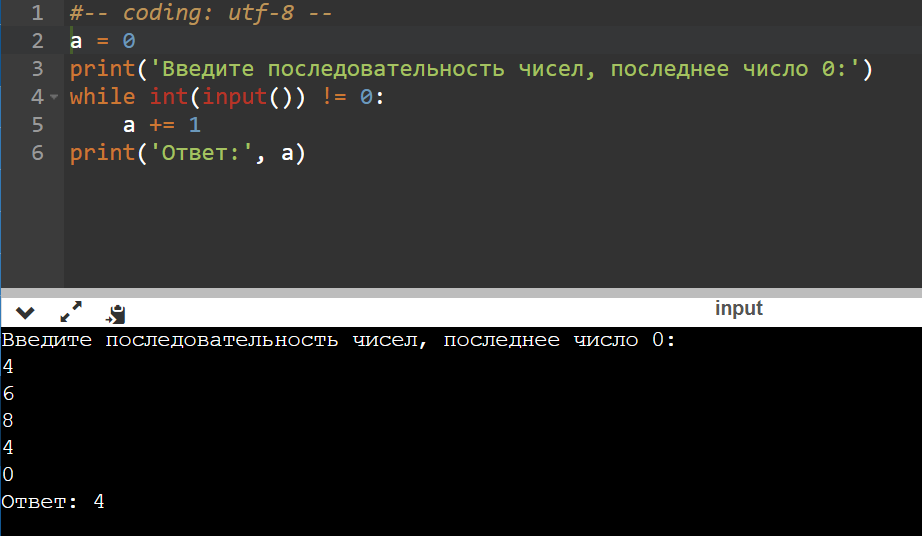 1 #-- coding: utf-8 --
2 a = 0
3 print('Введите последовательность чисел, последнее число 0:')
4 while int(input()) != 0:
5     a += 1
6 print('Ответ:', a)
input
Введите последовательность чисел, последнее число 0:
4
6
8
4
0
Ответ: 4